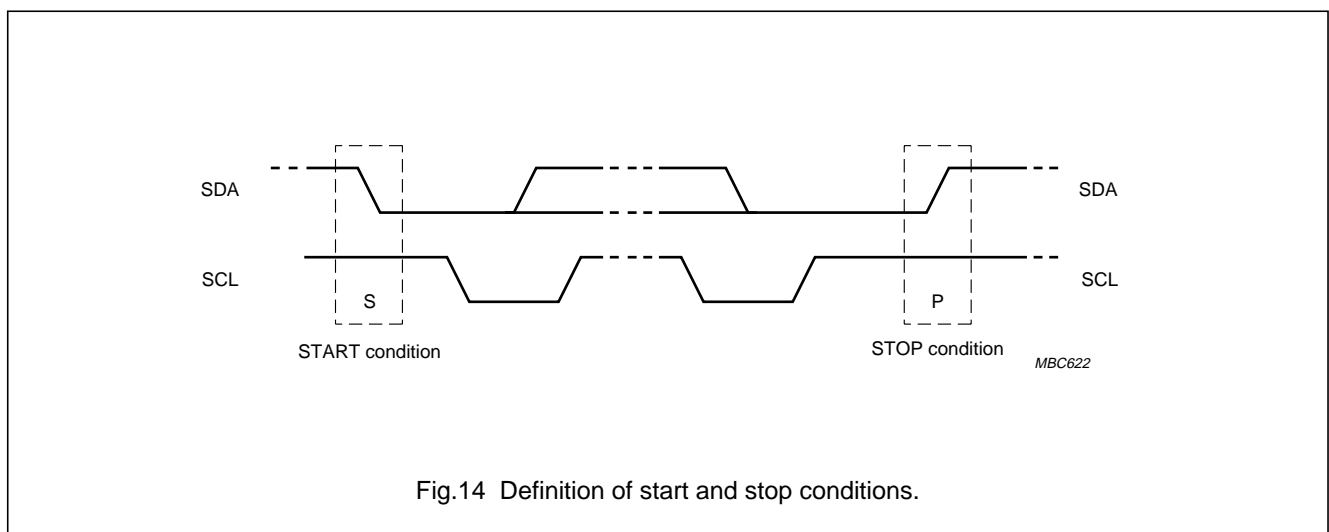 SDA SDA
SCL SCL
S P
START condition STOP condition
MBC622
Fig.14 Definition of start and stop conditions.